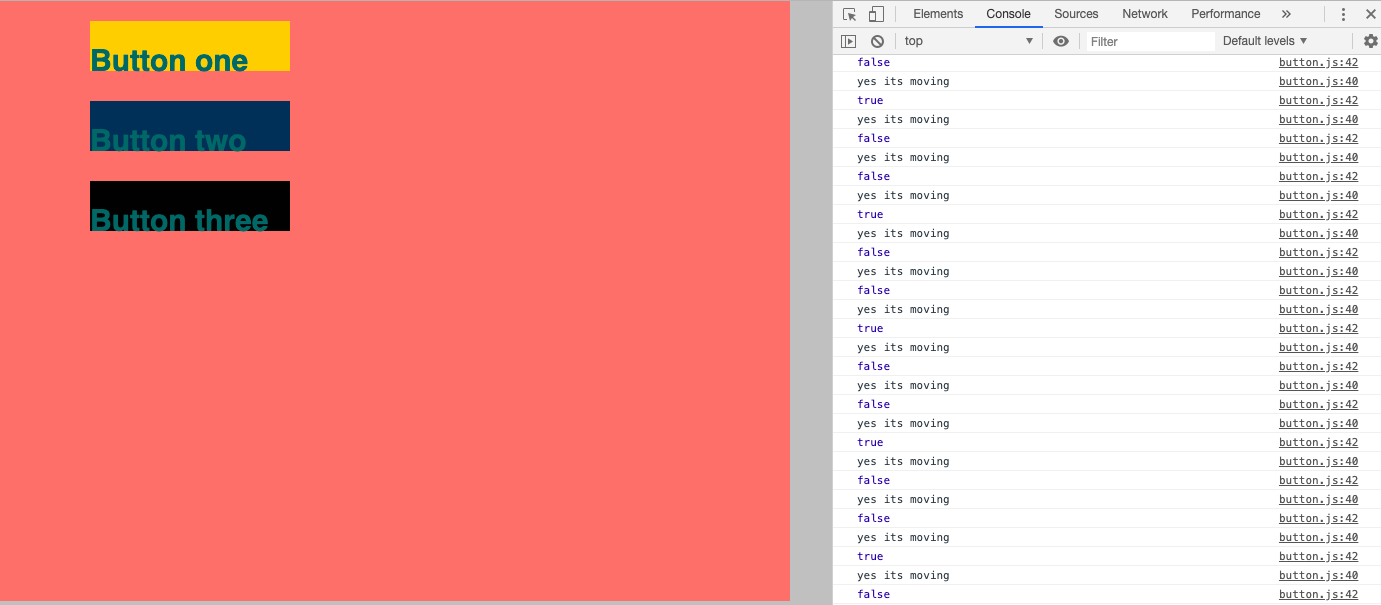 Button one
Button two
Button three
Elements Console Sources Network Performance »
top Filter Default levels
false button.js:42
yes its moving button.js:40
true button.js:42
yes its moving button.js:40
false button.js:42
yes its moving button.js:40
false button.js:42
yes its moving button.js:40
true button.js:42
yes its moving button.js:40
false button.js:42
yes its moving button.js:40
false button.js:42
yes its moving button.js:40
true button.js:42
yes its moving button.js:40
false button.js:42
yes its moving button.js:40
false button.js:42
yes its moving button.js:40
true button.js:42
yes its moving button.js:40
false button.js:42
yes its moving button.js:40
false button.js:42
yes its moving button.js:40
true button.js:42
yes its moving button.js:40
false button.js:42